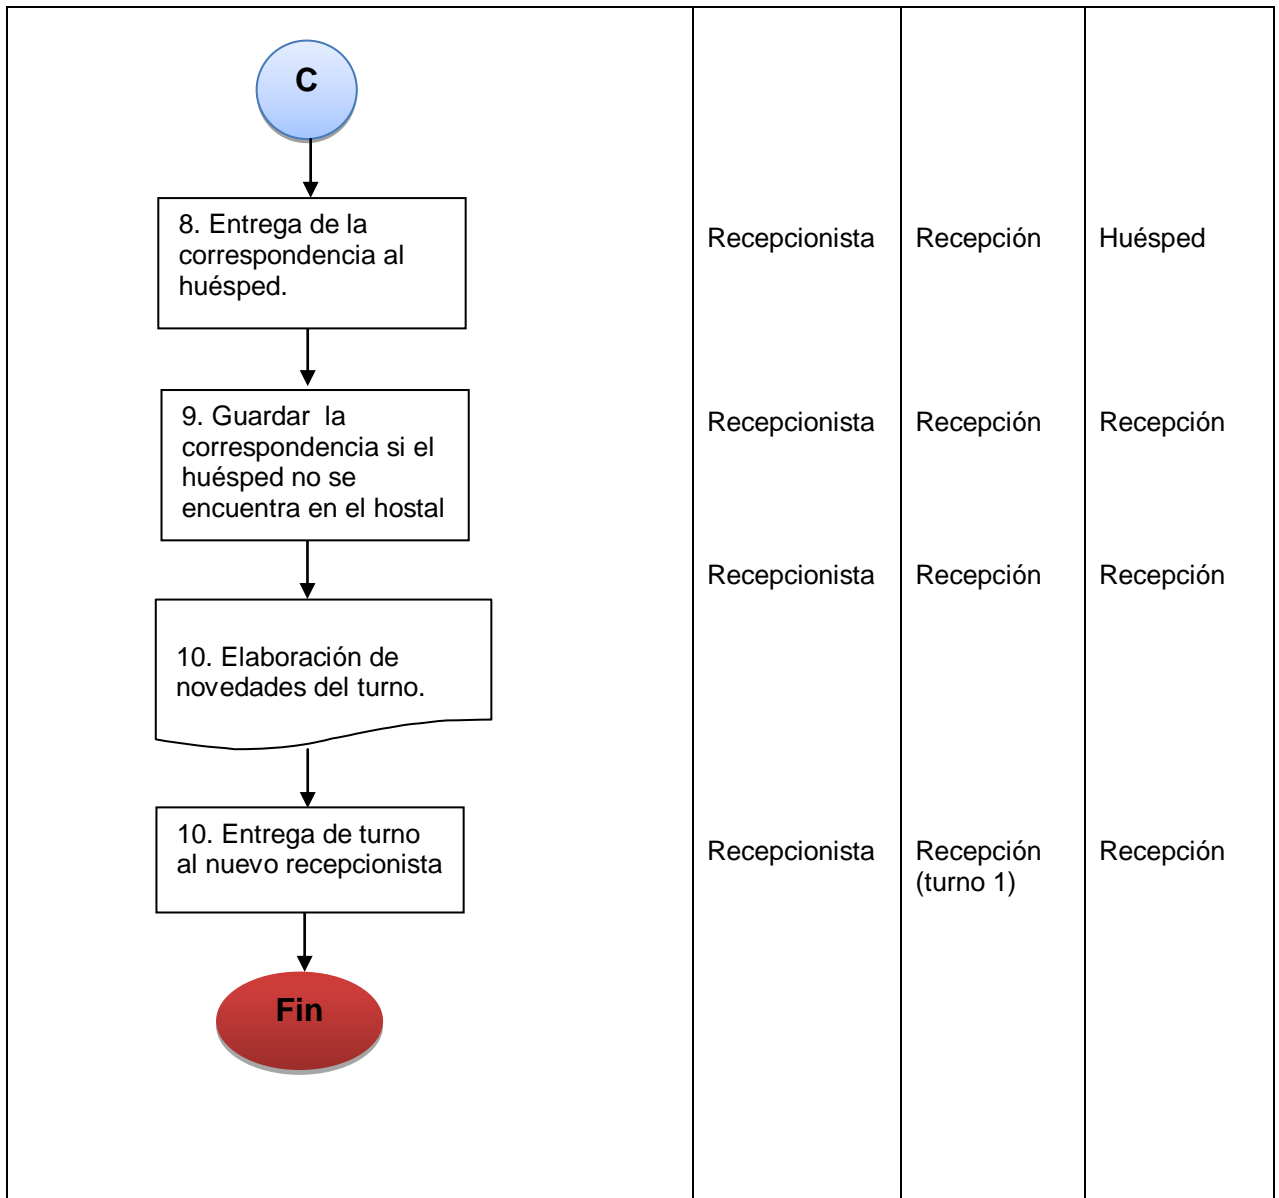 C
8. Entrega de la
correspondencia al
huésped.
Recepcionista
Recepción
Huésped
9. Guardar  la
correspondencia si el
huésped no se
encuentra en el hostal
Recepcionista
Recepción
Recepción
Recepcionista
Recepción
Recepción
10. Elaboración de
novedades del turno.
10. Entrega de turno
al nuevo recepcionista
Recepcionista
Recepción
(turno 1)
Recepción
Fin